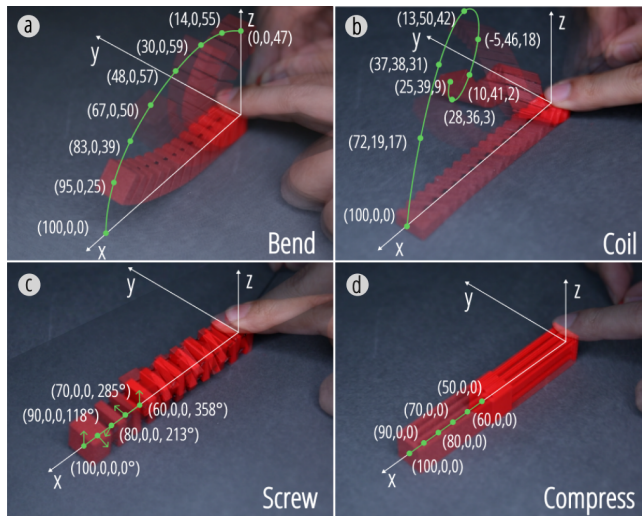 a
(14,0,55)
z
(0,0,47)
y
(30,0,59)
(48,0,57)
(67,0,50)
(83,0,39)
(95,0,25)
(100,0,0)
x
Bend
b
(13,50,42)
z
(-5,46,18)
y
(37,38,31)
(25,39,9)
(10,41,2)
(28,36,3)
(72,19,17)
(100,0,0)
x
Coil
c
z
y
(70,0,0, 285°)
(90,0,0,118°)
(60,0,0, 358°)
(80,0,0, 213°)
(100,0,0,0°)
x
Screw
d
z
y
(50,0,0)
(70,0,0)
(60,0,0)
(90,0,0)
(80,0,0)
(100,0,0)
x
Compress